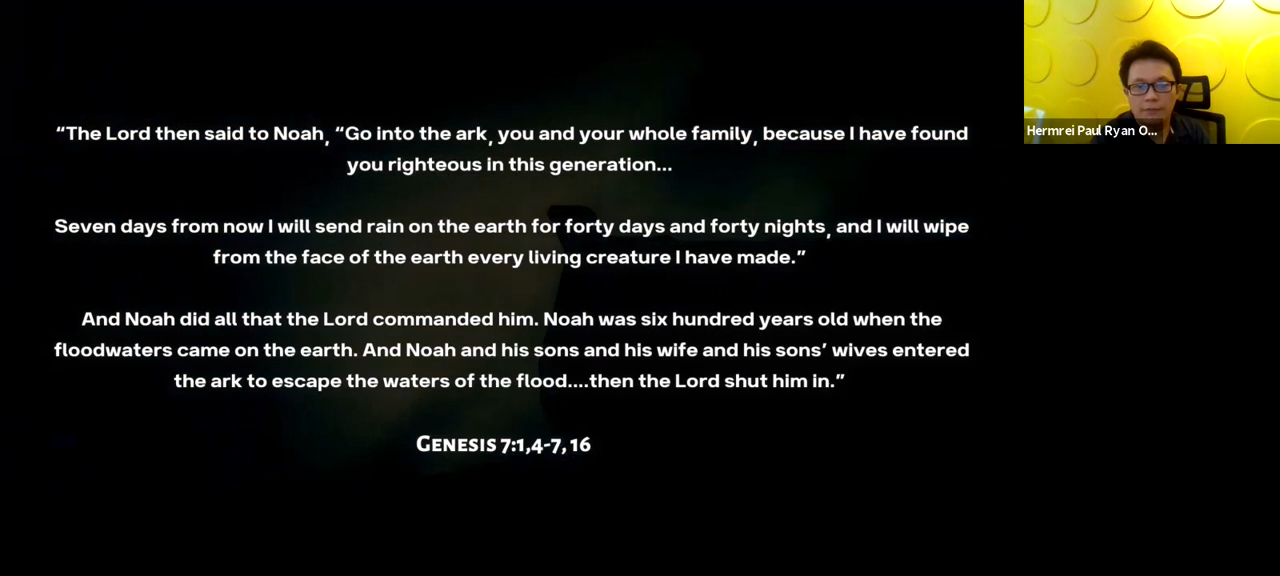 “The Lord then said to Noah, “Go into the ark, you and your whole family, because I have found
you righteous in this generation...
Seven days from now I will send rain on the earth for forty days and forty nights, and I will wipe
from the face of the earth every living creature I have made.”
And Noah did all that the Lord commanded him. Noah was six hundred years old when the
floodwaters came on the earth. And Noah and his sons and his wife and his sons’ wives entered
the ark to escape the waters of the flood....then the Lord shut him in.”
Genesis 7:1,4-7, 16
Hermrei Paul Ryan O...